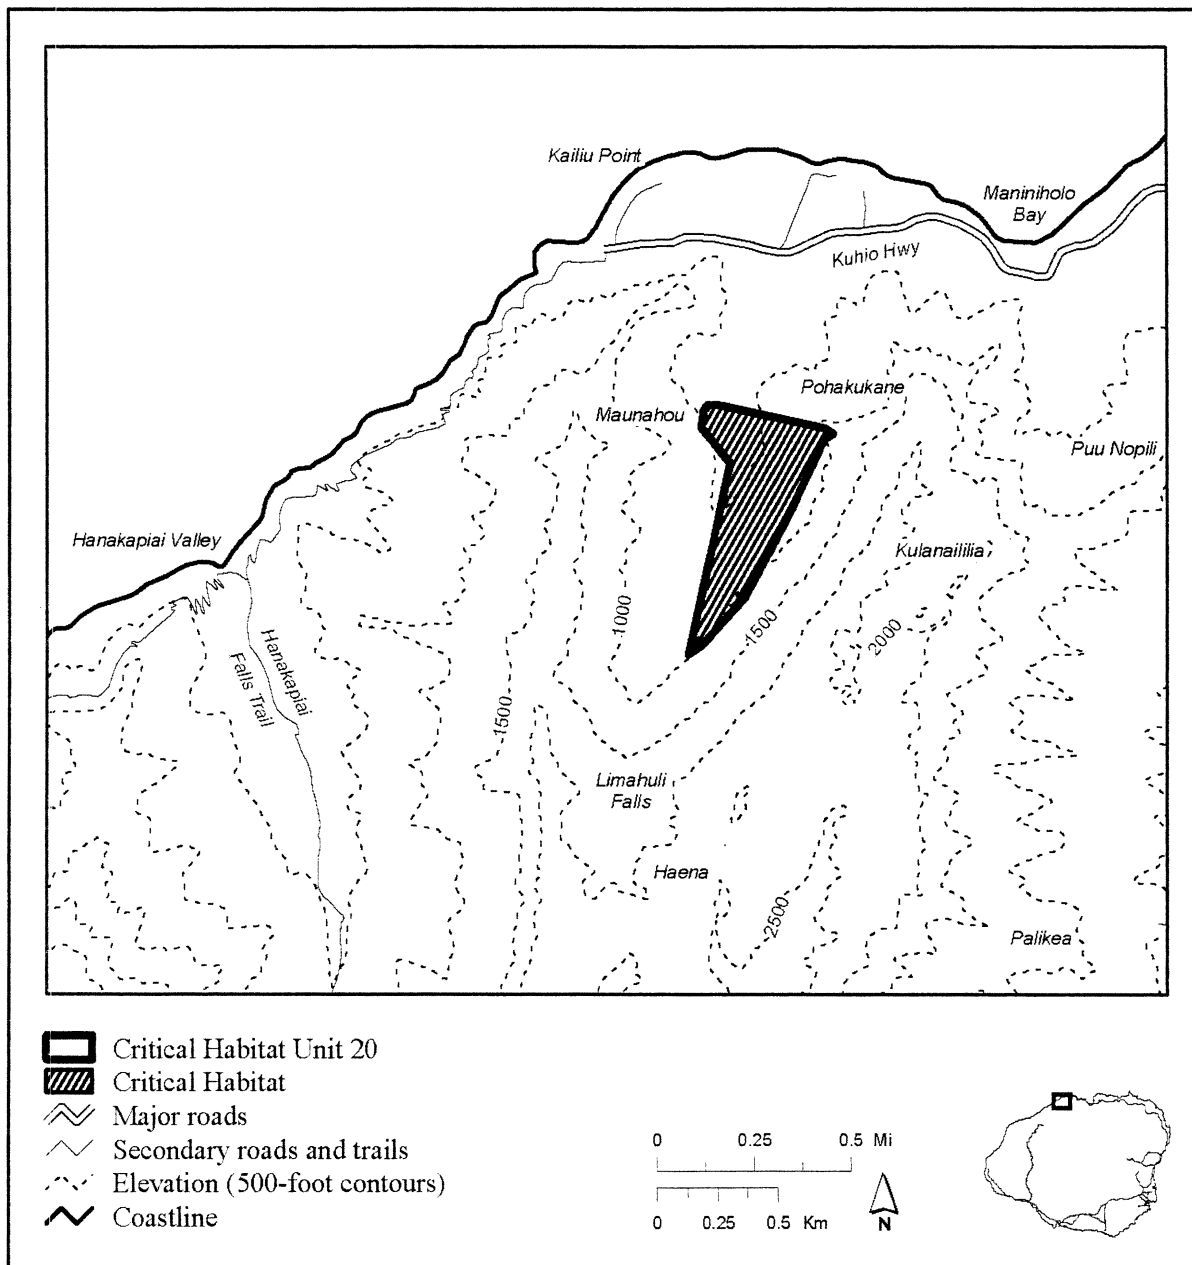 Kailiu Point
Maniniholo
Bay
Kuhio Hwy
Pohakukane
Maunahou
Puu Nopili
Hanakapiai Valley
Kulanaililia
1000
1500
2000
Hanakapiai
Falls Trail
1500
Limahuli
Falls
Haena
2500
Palikea
Critical Habitat Unit 20
Critical Habitat
Major roads
Secondary roads and trails
Elevation (500-foot contours)
Coastline
0 0.25 0.5 Mi
0 0.25 0.5 Km
N